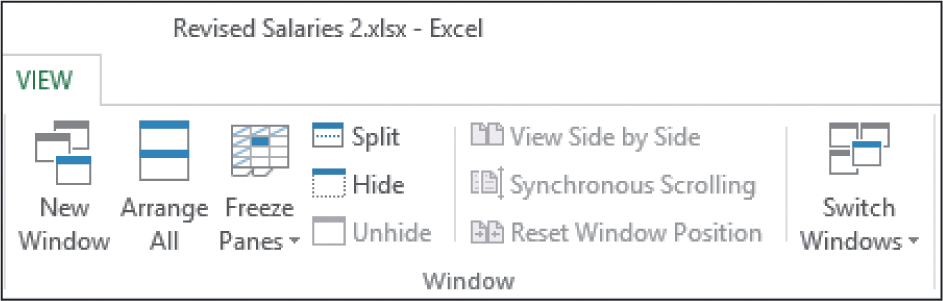 Revised Salaries 2.xlsx - Excel
VIEW
New
Window
Arrange
All
Freeze
Panes
Split
Hide
Unhide
View Side by Side
Synchronous Scrolling
Reset Window Position
Switch
Windows
Window